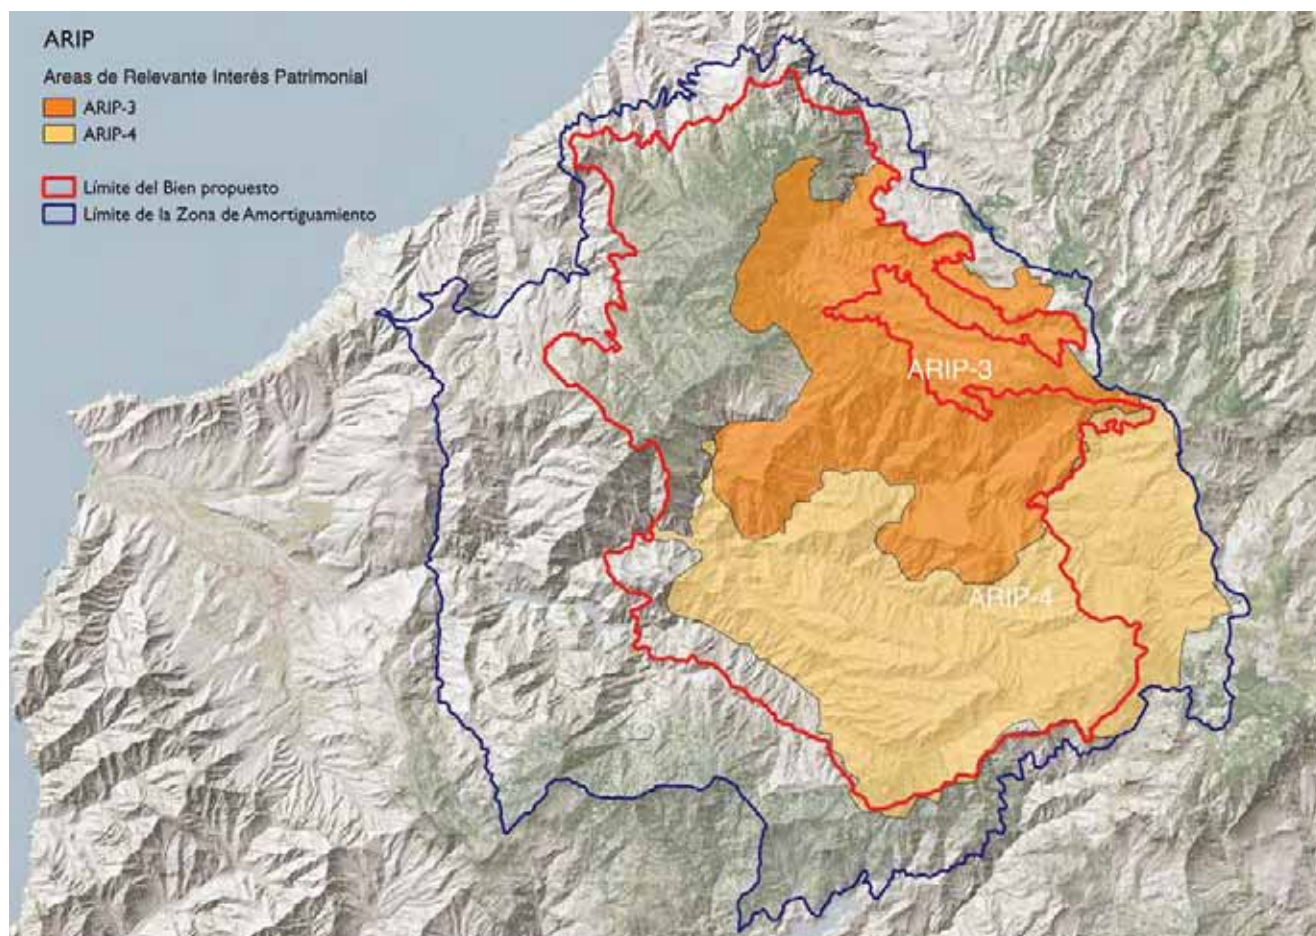 ARIP
Areas de Relevante Interés Patrimonial
ARIP-3
ARIP-4
Límite del Bien propuesto
Límite de la Zona de Amortiguamiento
ARIP-3
ARIP-4